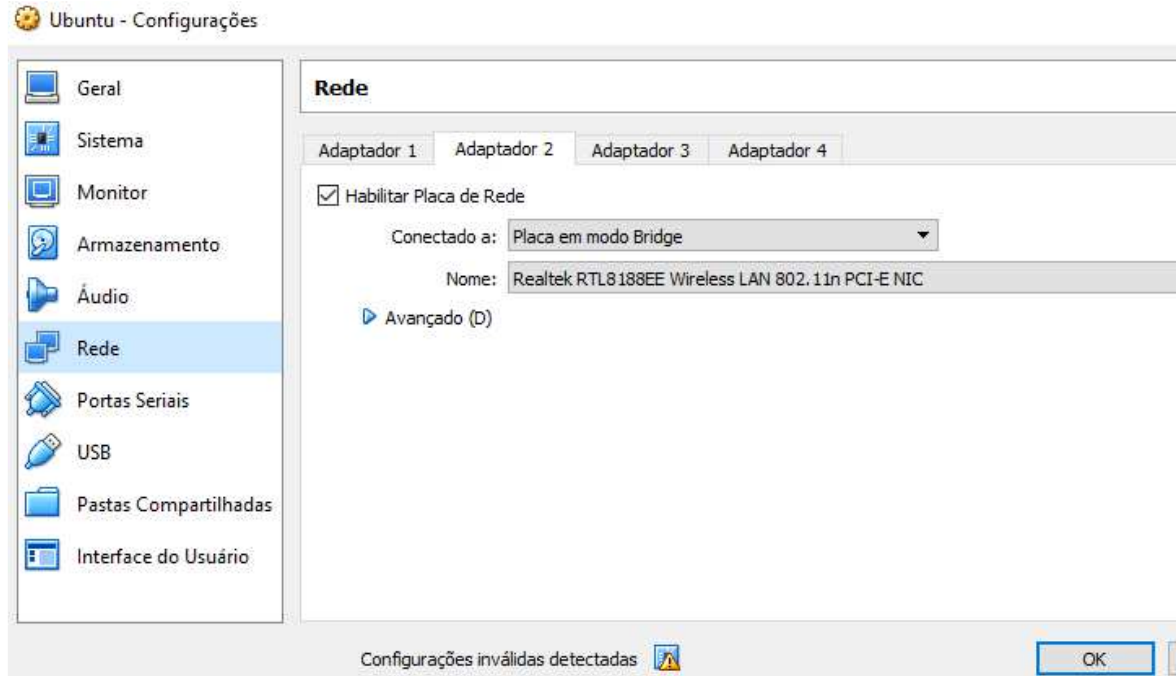 Ubuntu - Configurações
Geral
Sistema
Monitor
Armazenamento
Áudio
Rede
Portas Seriais
USB
Pastas Compartilhadas
Interface do Usuário
Rede
Adaptador 1 Adaptador 2 Adaptador 3 Adaptador 4
Habilitar Placa de Rede
Conectado a: Placa em modo Bridge
Nome: Realtek RTL8188EE Wireless LAN 802.11n PCI-E NIC
Avançado (D)
Configurações inválidas detectadas
OK